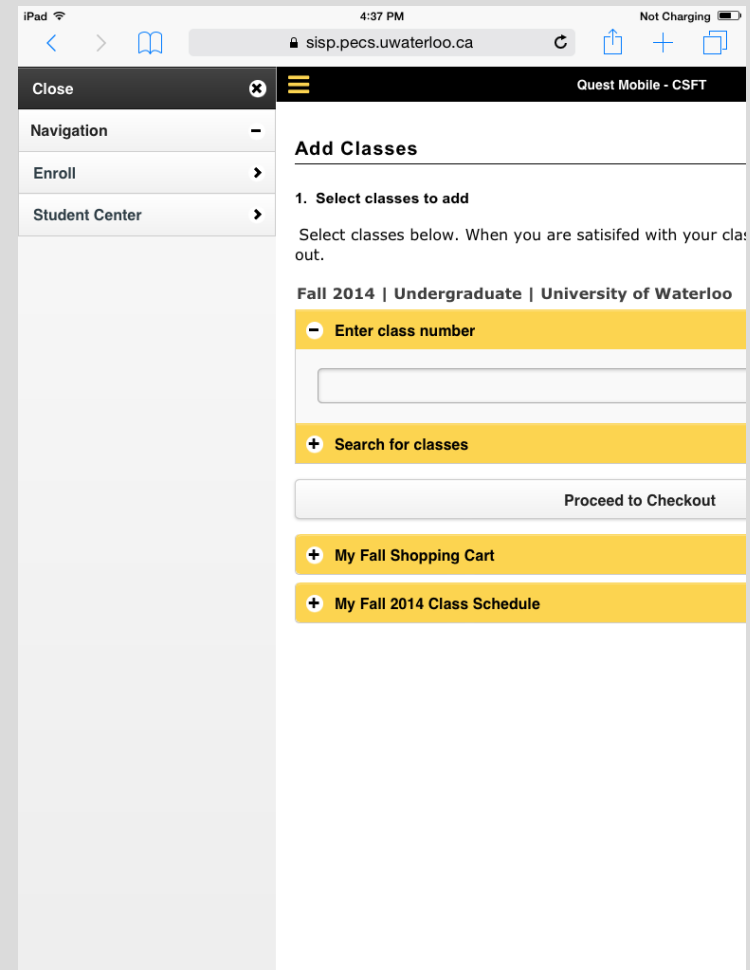 iPad 4:37 PM Not Charging
sisp.pecs.uwaterloo.ca
Close
Navigation
Enroll
Student Center
Quest Mobile - CSFT
Add Classes
1. Select classes to add
Select classes below. When you are satisifed with your
out.
Fall 2014 | Undergraduate | University of Waterloo
Enter class number
Search for classes
Proceed to Checkout
My Fall Shopping Cart
My Fall 2014 Class Schedule